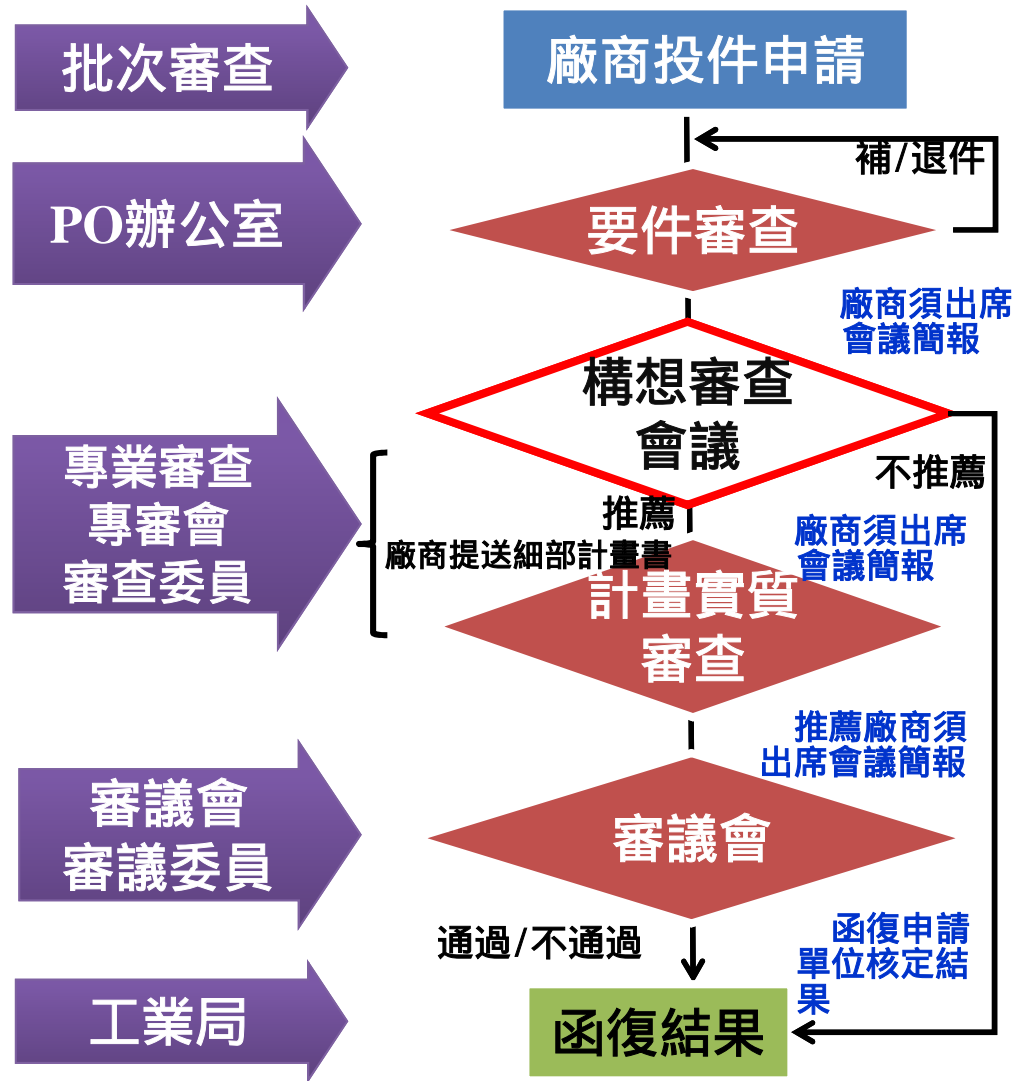 批次審查
廠商投件申請
補/退件
PO辦公室
要件審查
廠商須出席
會議簡報
構想審查
會議
不推薦
專業審查
專審會
審查委員
推薦
廠商提送細部計畫書
廠商須出席
會議簡報
計畫實質
審查
推薦廠商須
出席會議簡報
審議會
審議委員
審議會
通過/不通過
函復申請
單位核定結
果
工業局
函復結果